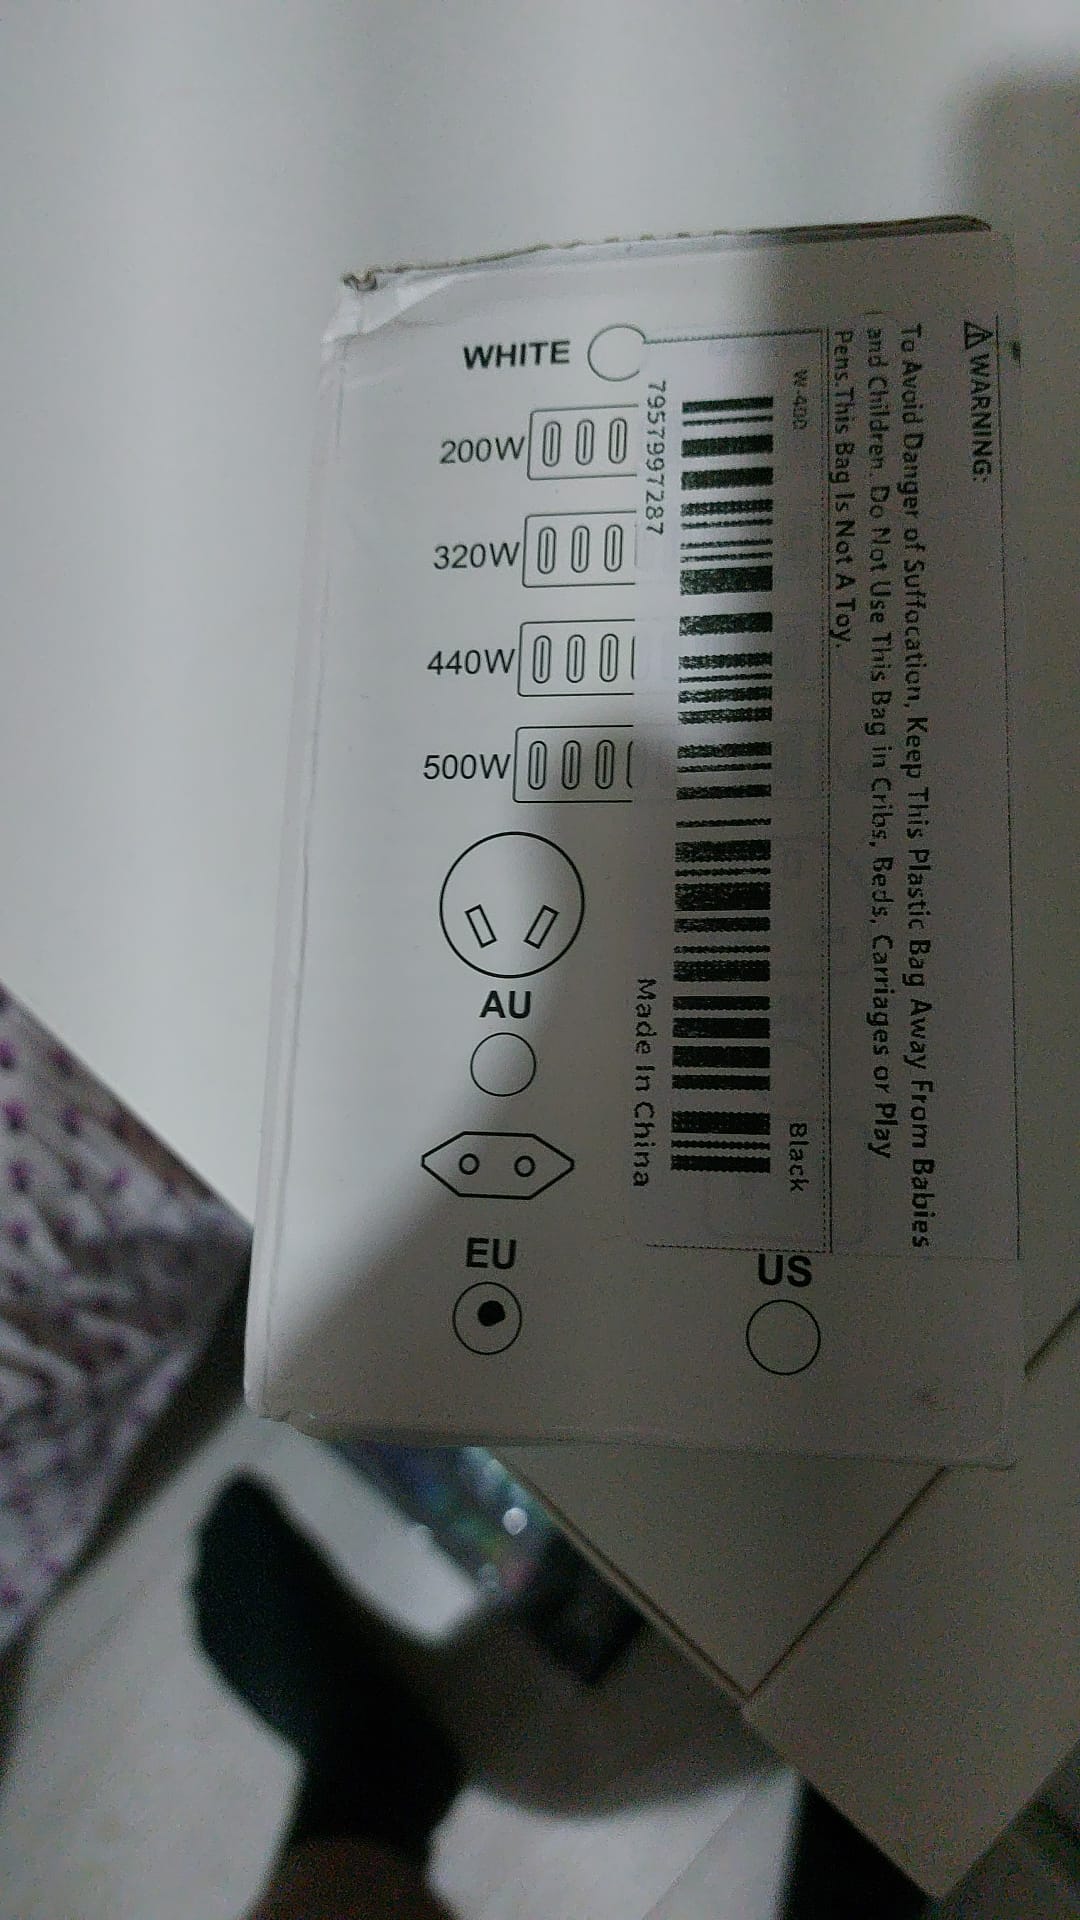 ⚠ WARNING:
To Avoid Danger of Suffocation, Keep This Plastic Bag Away From Babies
and Children. Do Not Use This Bag in Cribs, Beds, Carriages or Play
Pens.This Bag Is Not A Toy.
W-400
Black
7957997287
Made In China
WHITE
200W
320W
440W
500W
AU
EU
US